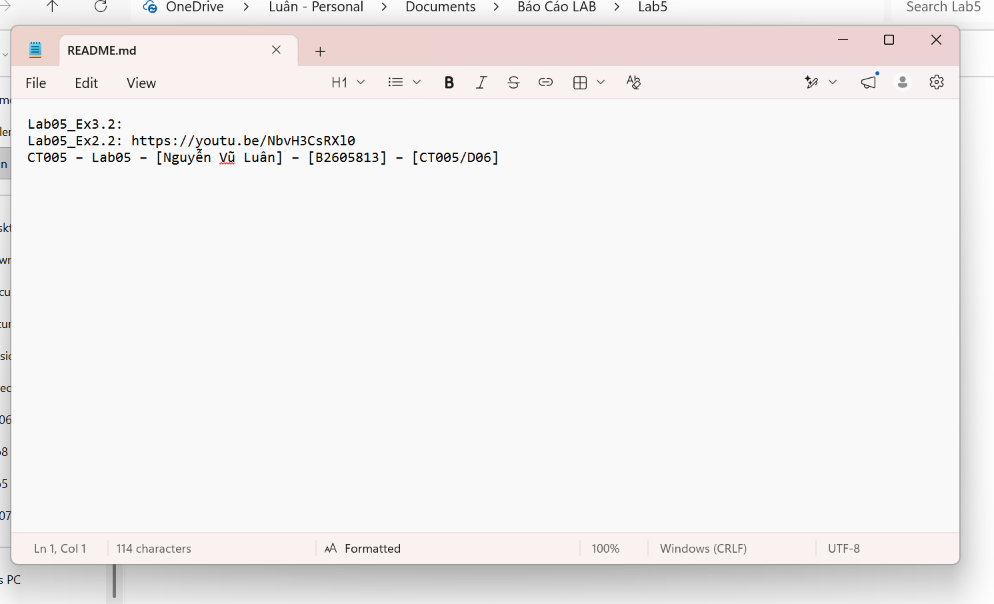 OneDrive > Luân - Personal > Documents > Báo Cáo LAB > Lab5 Search Lab5
README.md
File Edit View H1 B I S
Lab05_Ex3.2:
Lab05_Ex2.2: https://youtu.be/NbvH3CsRXl0
CT005 – Lab05 – [Nguyễn Vũ Luân] – [B2605813] – [CT005/D06]
Ln 1, Col 1 114 characters Formatted 100% Windows (CRLF) UTF-8
PC